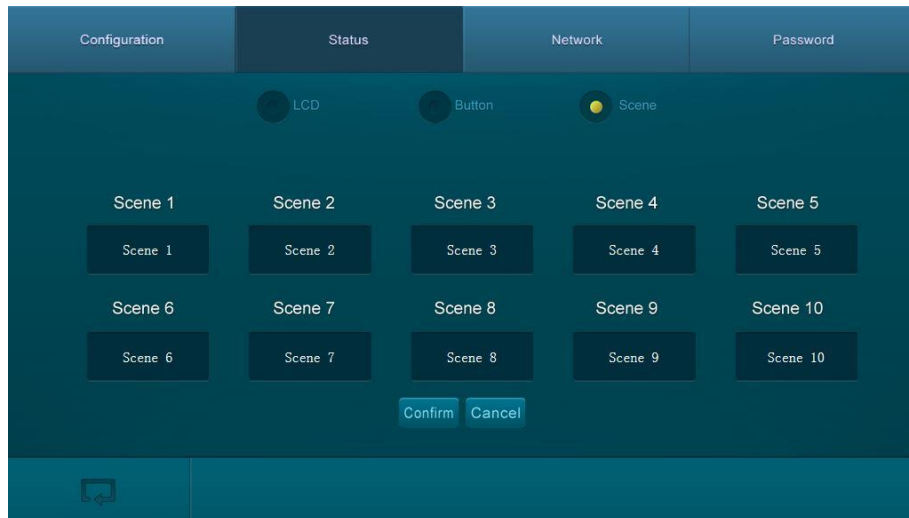 Configuration Status Network Password
LCD Button Scene
Scene 1 Scene 2 Scene 3 Scene 4 Scene 5
Scene 1 Scene 2 Scene 3 Scene 4 Scene 5
Scene 6 Scene 7 Scene 8 Scene 9 Scene 10
Scene 6 Scene 7 Scene 8 Scene 9 Scene 10
Confirm Cancel